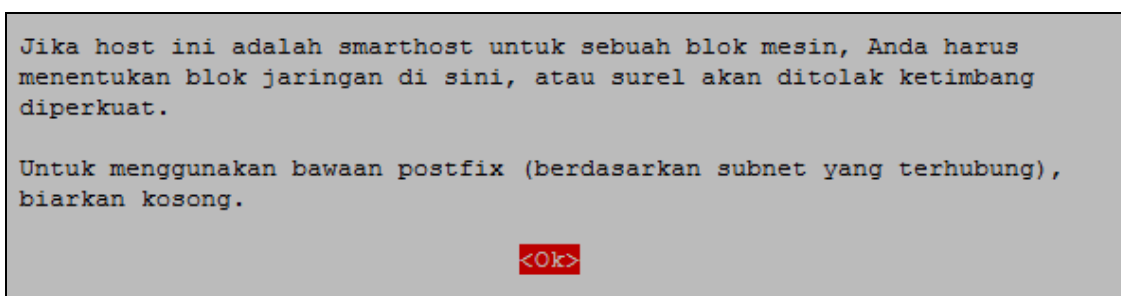 Jika host ini adalah smarthost untuk sebuah blok mesin, Anda harus
menentukan blok jaringan di sini, atau surel akan ditolak ketimbang
diperkuat.
Untuk menggunakan bawaan postfix (berdasarkan subnet yang terhubung),
biarkan kosong.
<Ok>